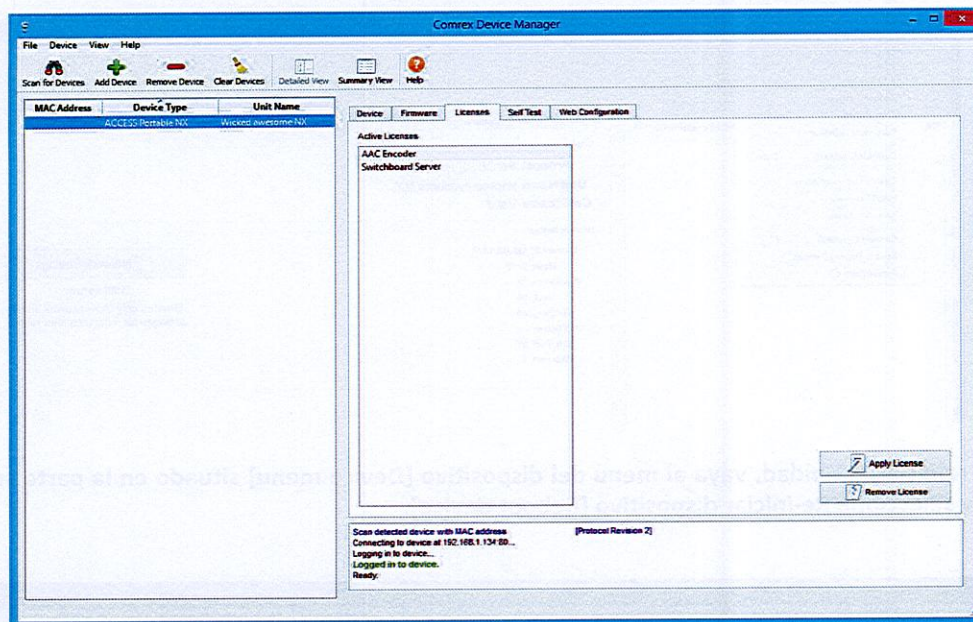 Comrex Device Manager
File Device View Help
Scan for Devices Add Device Remove Device Clear Devices Detailed View Summary View Help
MAC Address Device Type Unit Name
ACCESS Portable NX Wicked awesome NX
Device Firmware Licenses Self Test Web Configuration
Active Licenses
AAC Encoder
Switchboard Server
Apply License
Remove License
Scan detected device with MAC address [Protocol Revision 2]
Connecting to device at 192.168.1.134:80...
Logging in to device...
Logged in to device.
Ready.